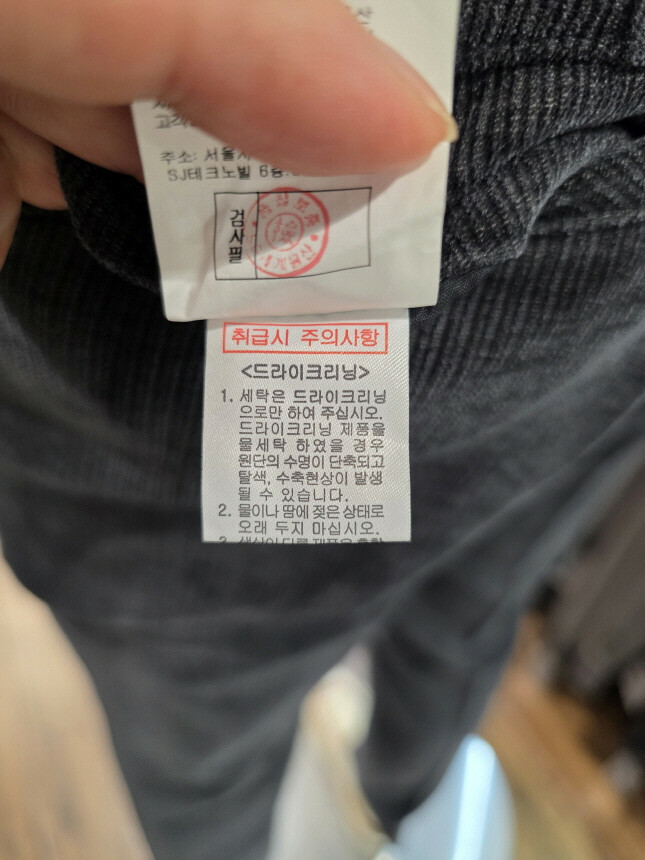 고객
주소: 서울시
SJ테크노빌 6층
검사필
취급시 주의사항
<드라이크리닝>
1. 세탁은 드라이크리닝
으로만 하여 주십시오.
드라이크리닝 제품을
물세탁 하였을 경우
원단의 수명이 단축되고
탈색, 수축현상이 발생
될 수 있습니다.
2. 물이나 땀에 젖은 상태로
오래 두지 마십시오.